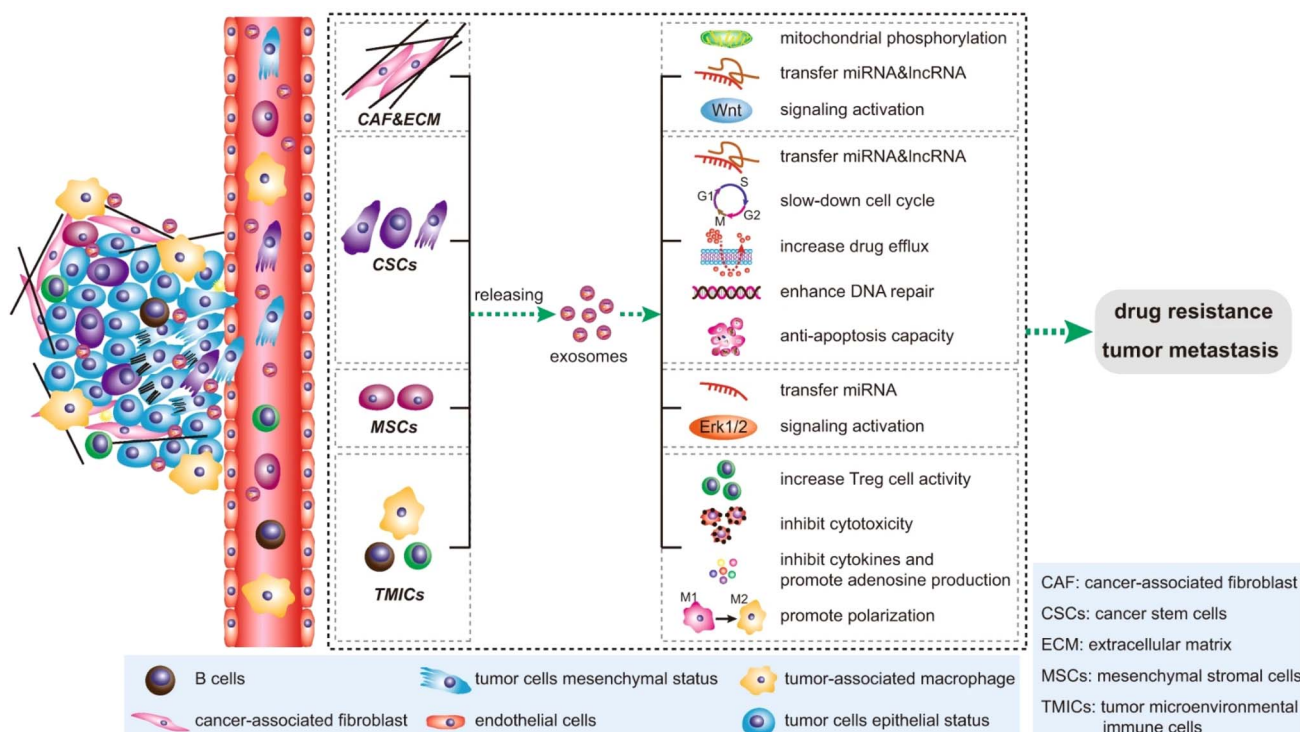 CAF&ECM
CSCs
MSCs
TMICs
releasing
exosomes
mitochondrial phosphorylation
transfer miRNA&lncRNA
Wnt
signaling activation
transfer miRNA&lncRNA
G1
S
M
G2
slow-down cell cycle
increase drug efflux
enhance DNA repair
anti-apoptosis capacity
transfer miRNA
Erk1/2
signaling activation
increase Treg cell activity
inhibit cytotoxicity
inhibit cytokines and
promote adenosine production
M1
M2
promote polarization
drug resistance
tumor metastasis
B cells
tumor cells mesenchymal status
tumor-associated macrophage
cancer-associated fibroblast
endothelial cells
tumor cells epithelial status
CAF: cancer-associated fibroblast
CSCs: cancer stem cells
ECM: extracellular matrix
MSCs: mesenchymal stromal cells
TMICs: tumor microenvironmental
immune cells